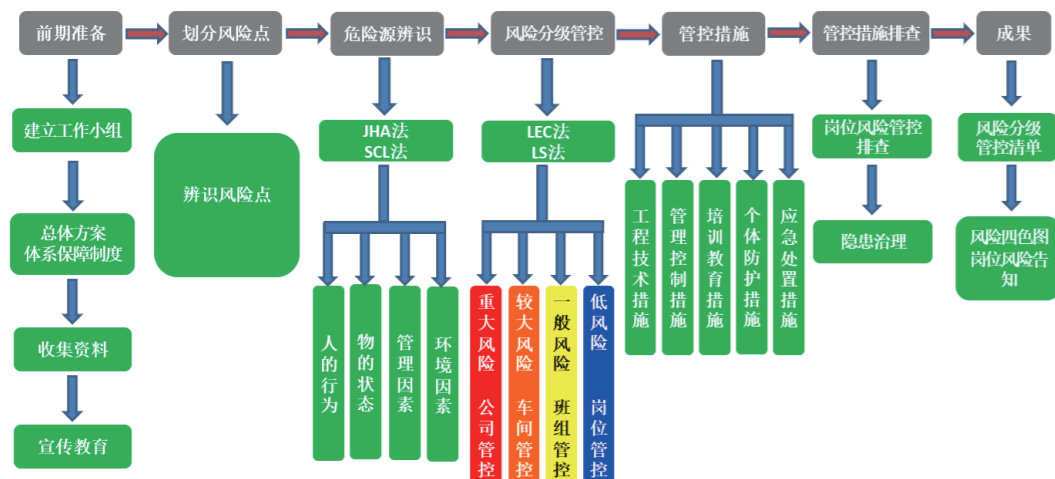 前期准备
划分风险点
危险源辨识
风险分级管控
管控措施
管控措施排查
成果
建立工作小组
总体方案
体系保障制度
收集资料
宣传教育
辨识风险点
JHA法
SCL法
人的行为
物的状态
管理因素
环境因素
LEC法
LS法
重大风险 公司管控
较大风险 车间管控
一般风险 班组管控
低风险 岗位管控
工程技术措施
管理控制措施
培训教育措施
个体防护措施
应急处置措施
岗位风险管控
排查
隐患治理
风险分级
管控清单
风险四色图
岗位风险告
知